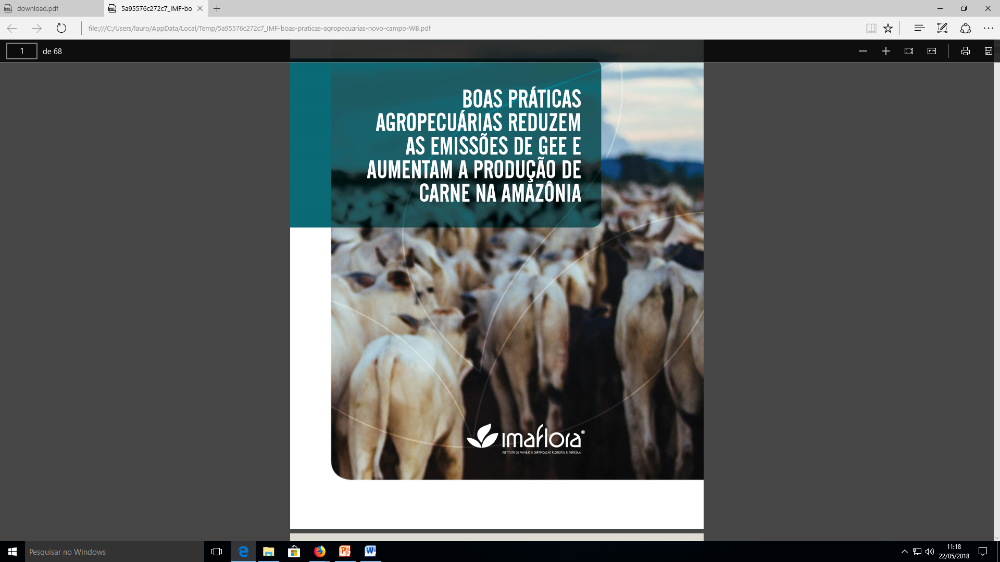 download.pdf
5a95576c272c7_IMF-bo
file:///C:/Users/lauro/AppData/Local/Temp/5a95576c272c7_IMF-boas-praticas-agropecuarias-novo-campo-WB.pdf
1 de 68
BOAS PRÁTICAS
AGROPECUÁRIAS REDUZEM
AS EMISSÕES DE GEE E
AUMENTAM A PRODUÇÃO DE
CARNE NA AMAZÔNIA
imaflora®
INSTITUTO DE MANEJO E CERTIFICAÇÃO FLORESTAL E AGRÍCOLA
Pesquisar no Windows
11:18
22/05/2018